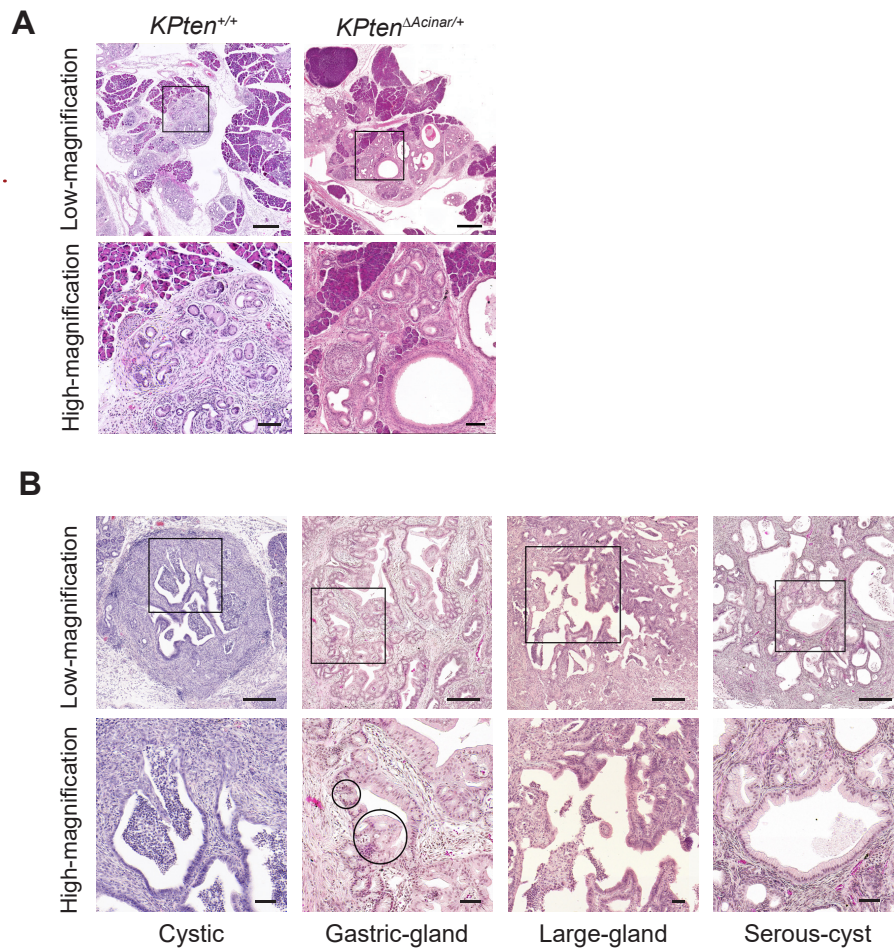 A
KPten+/+
KPtenΔAcinar/+
Low-magnification
High-magnification
B
Low-magnification
High-magnification
Cystic
Gastric-gland
Large-gland
Serous-cyst